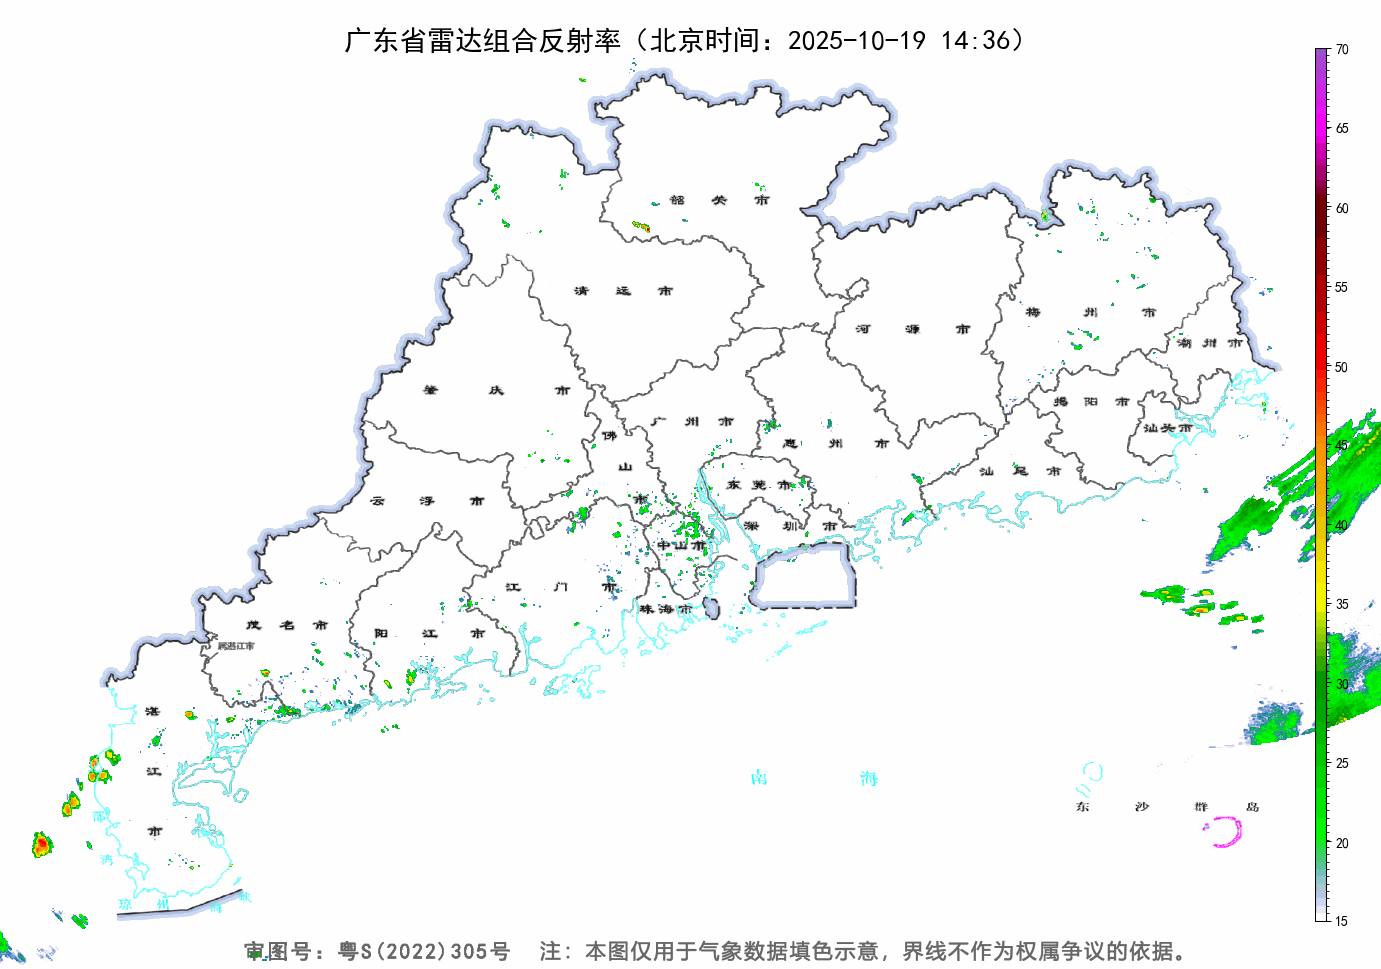 广东省雷达组合反射率（北京时间：2025-10-19 14:36）
70
65
60
55
50
45
40
35
30
25
20
15
韶关市
清远市
梅州市
河源市
潮州市
肇庆市
揭阳市
广州市
汕头市
佛山市
惠州市
汕尾市
东莞市
云浮市
深圳市
中山市
江门市
珠海市
茂名市
阳江市
属湛江市
湛江市
南海
东沙群岛
部湾
琼州海峡
审图号：粤S(2022)305号 注：本图仅用于气象数据填色示意，界线不作为权属争议的依据。